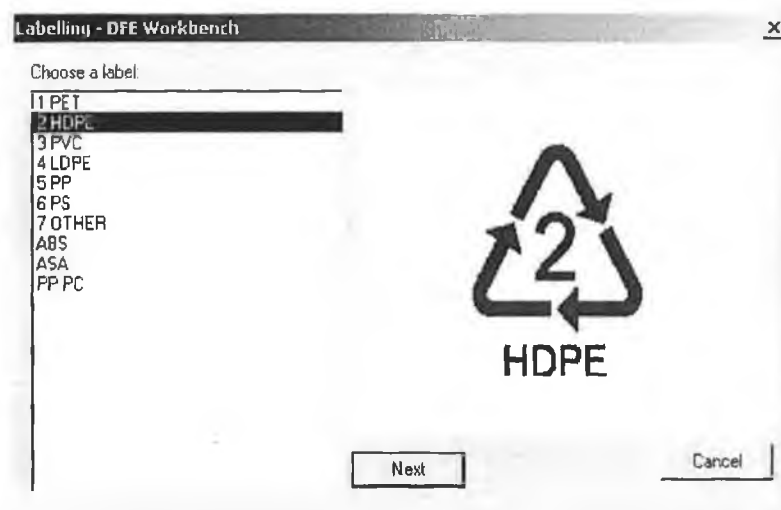 Labelling - DFE Workbench
X
Choose a label:
1 PET
2 HDPE
3 PVC
4 LDPE
5 PP
6 PS
7 OTHER
ABS
ASA
PP PC
2
HDPE
Next
Cancel